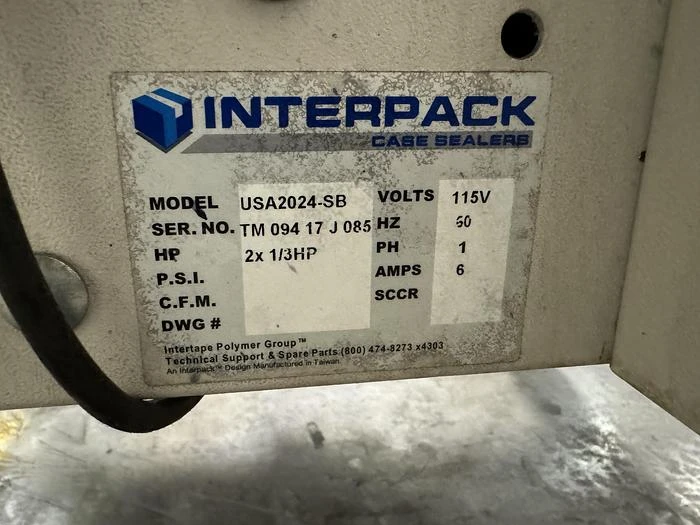 INTERPACK
CASE SEALERS
MODEL USA2024-SB VOLTS 115V
SER. NO. TM 094 17 J 085 HZ 60
HP 2x 1/3HP PH 1
P.S.I. AMPS 6
C.F.M. SCCR
DWG #
Intertape Polymer Group™
Technical Support & Spare Parts (800) 474-8273 x4303
An Interpack™ Design Manufactured in Taiwan